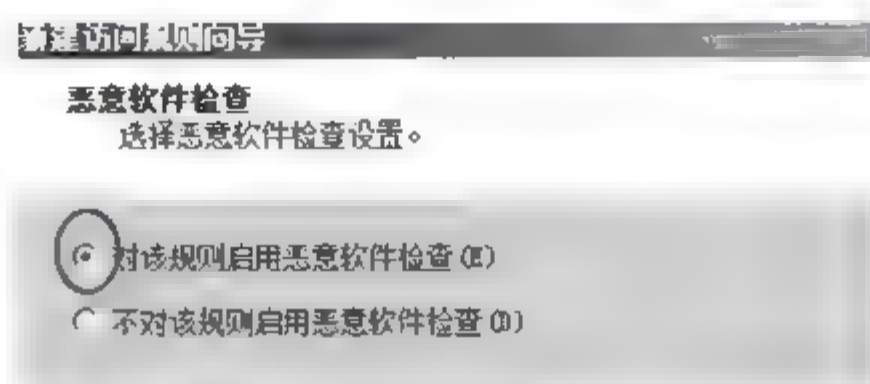 新建访问规则向导
恶意软件检查
选择恶意软件检查设置。
对该规则启用恶意软件检查(E)
不对该规则启用恶意软件检查(D)